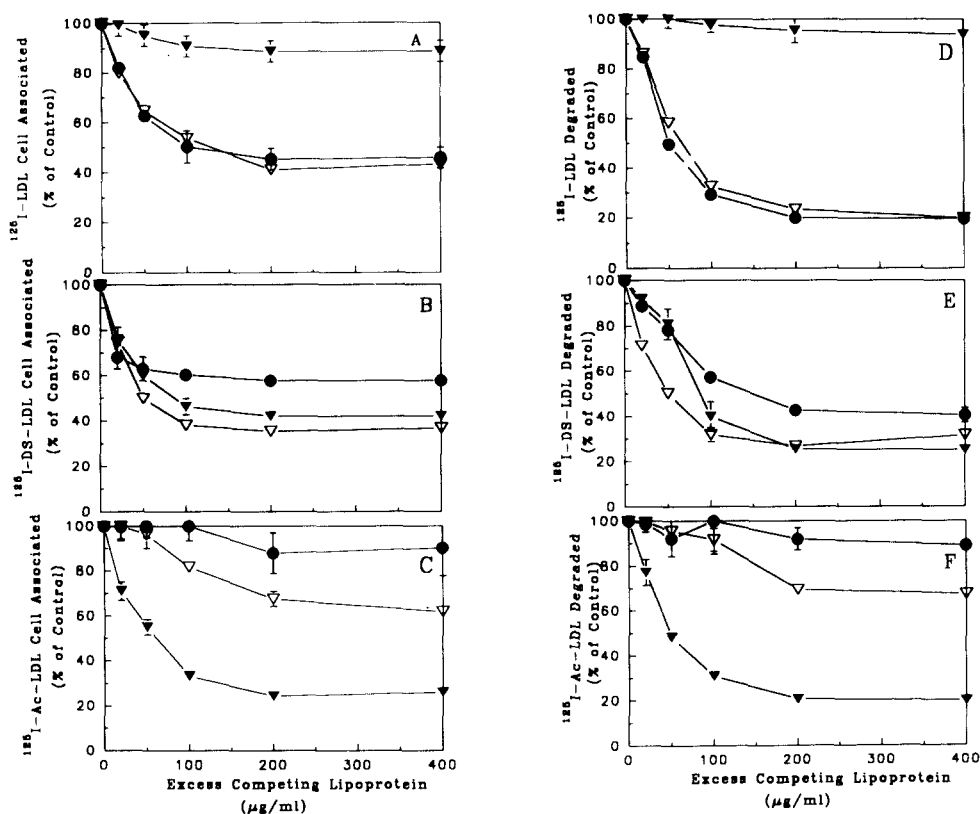 A
¹²⁵I-LDL Cell Associated
(% of Control)
100
80
60
40
20
0
B
¹²⁵I-DS-LDL Cell Associated
(% of Control)
100
80
60
40
20
0
C
¹²⁵I-Ac-LDL Cell Associated
(% of Control)
100
80
60
40
20
0
0 100 200 300 400
Excess Competing Lipoprotein
(μg/ml)
D
¹²⁵I-LDL Degraded
(% of Control)
100
80
60
40
20
0
E
¹²⁵I-DS-LDL Degraded
(% of Control)
100
80
60
40
20
0
F
¹²⁵I-Ac-LDL Degraded
(% of Control)
100
80
60
40
20
0
0 100 200 300 400
Excess Competing Lipoprotein
(μg/ml)